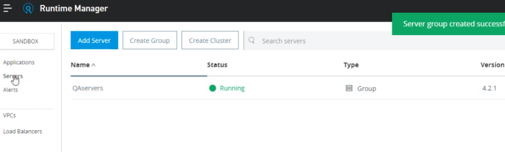 Runtime Manager
Server group created successf
SANDBOX
Add Server Create Group Create Cluster Search servers
Applications
Servers
Alerts
VPCs
Load Balancers
Name Status Type Version
QAservers Running Group 4.2.1